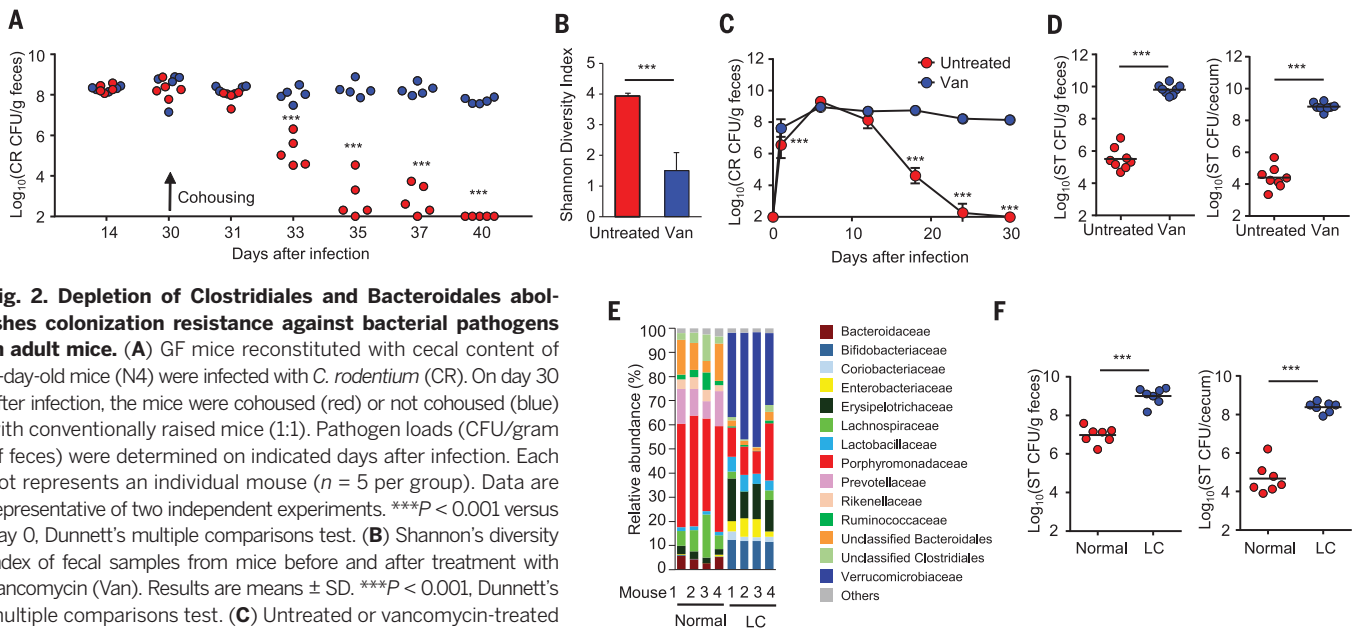 A
Log10(CR CFU/g feces)
10
8
6
4
2
***
***
***
***
Cohousing
14 30 31 33 35 37 40
Days after infection
B
Shannon Diversity Index
5
4
3
2
1
0
***
Untreated Van
C
Log10(CR CFU/g feces)
12
10
8
6
4
2
0
Untreated
Van
***
***
***
***
0 10 20 30
Days after infection
D
Log10(ST CFU/g feces)
12
10
8
6
4
2
***
Untreated Van
Log10(ST CFU/cecum)
12
10
8
6
4
2
***
Untreated Van
ig. 2. Depletion of Clostridiales and Bacteroidales abol-
shes colonization resistance against bacterial pathogens
n adult mice. (A) GF mice reconstituted with cecal content of
-day-old mice (N4) were infected with C. rodentium (CR). On day 30
fter infection, the mice were cohoused (red) or not cohoused (blue)
with conventionally raised mice (1:1). Pathogen loads (CFU/gram
f feces) were determined on indicated days after infection. Each
ot represents an individual mouse (n = 5 per group). Data are
epresentative of two independent experiments. ***P < 0.001 versus
ay 0, Dunnett's multiple comparisons test. (B) Shannon's diversity
ndex of fecal samples from mice before and after treatment with
ancomycin (Van). Results are means ± SD. ***P < 0.001, Dunnett's
multiple comparisons test. (C) Untreated or vancomycin-treated
E
Relative abundance (%)
100
90
80
70
60
50
40
30
20
10
0
Mouse 1 2 3 4 1 2 3 4
Normal LC
Bacteroidaceae
Bifidobacteriaceae
Coriobacteriaceae
Enterobacteriaceae
Erysipelotrichaceae
Lachnospiraceae
Lactobacillaceae
Porphyromonadaceae
Prevotellaceae
Rikenellaceae
Ruminococcaceae
Unclassified Bacteroidales
Unclassified Clostridiales
Verrucomicrobiaceae
Others
F
Log10(ST CFU/g feces)
10
8
6
4
2
***
Normal LC
Log10(ST CFU/cecum)
10
8
6
4
2
***
Normal LC